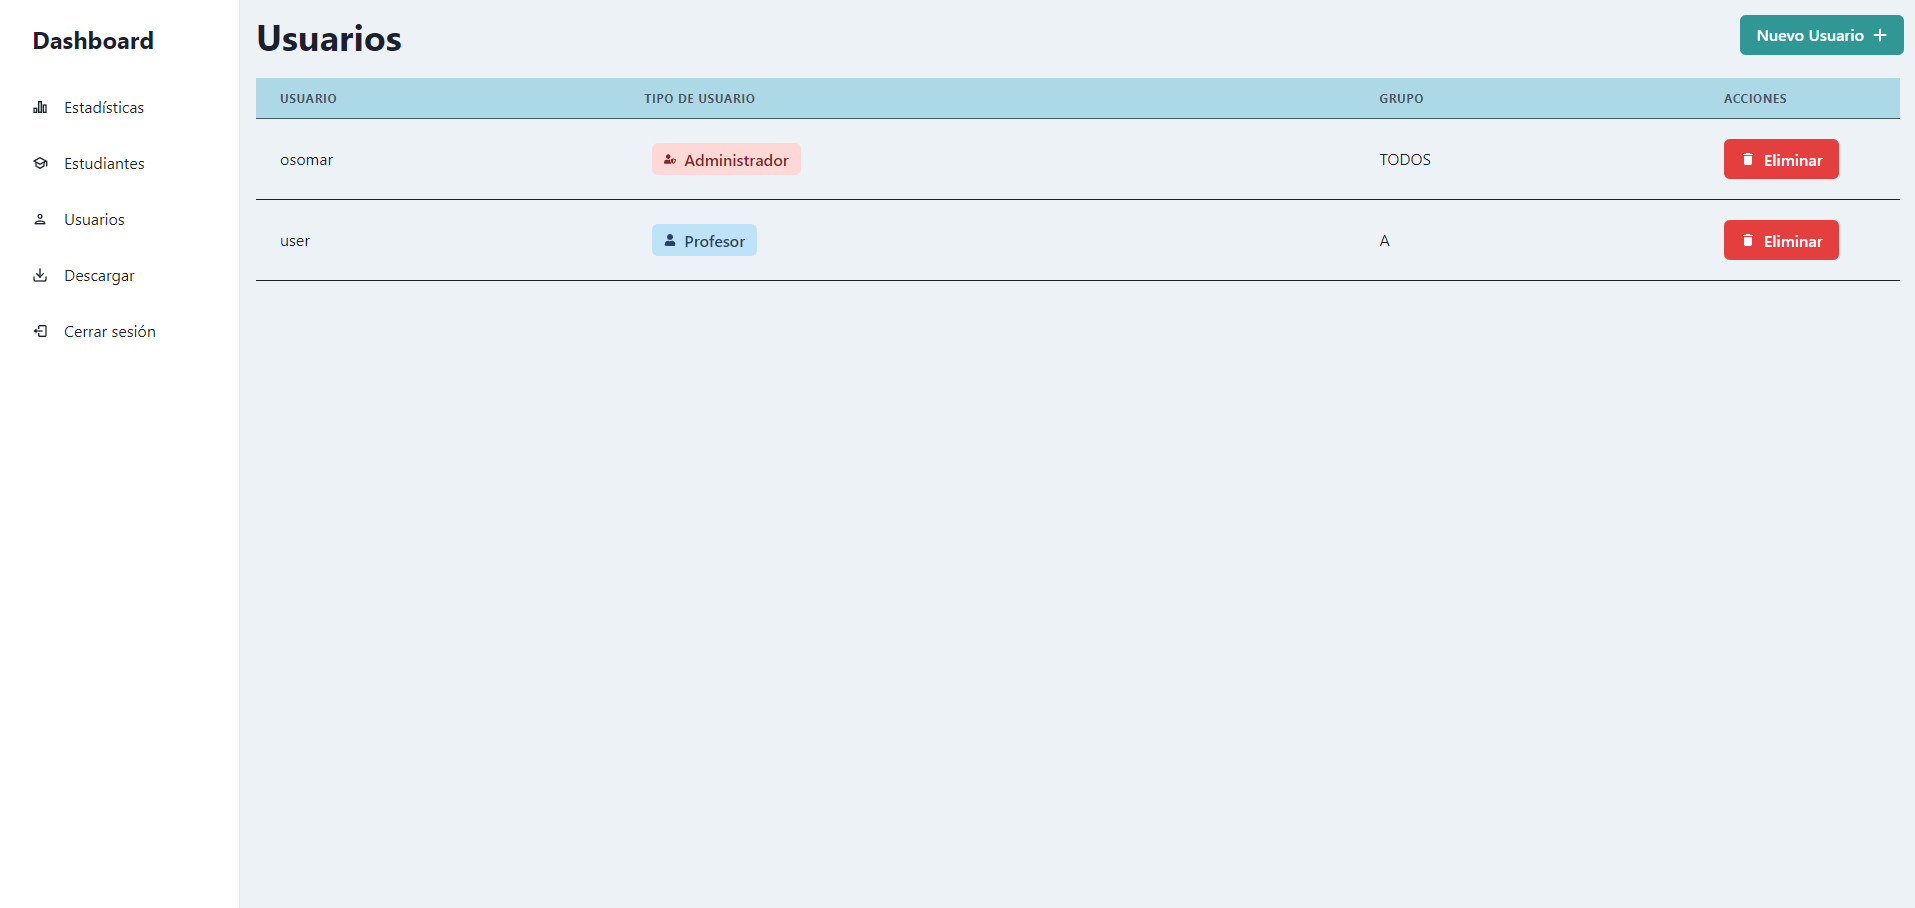 Dashboard
Estadísticas
Estudiantes
Usuarios
Descargar
Cerrar sesión
Usuarios
Nuevo Usuario
USUARIO TIPO DE USUARIO GRUPO ACCIONES
osomar Administrador TODOS Eliminar
user Profesor A Eliminar